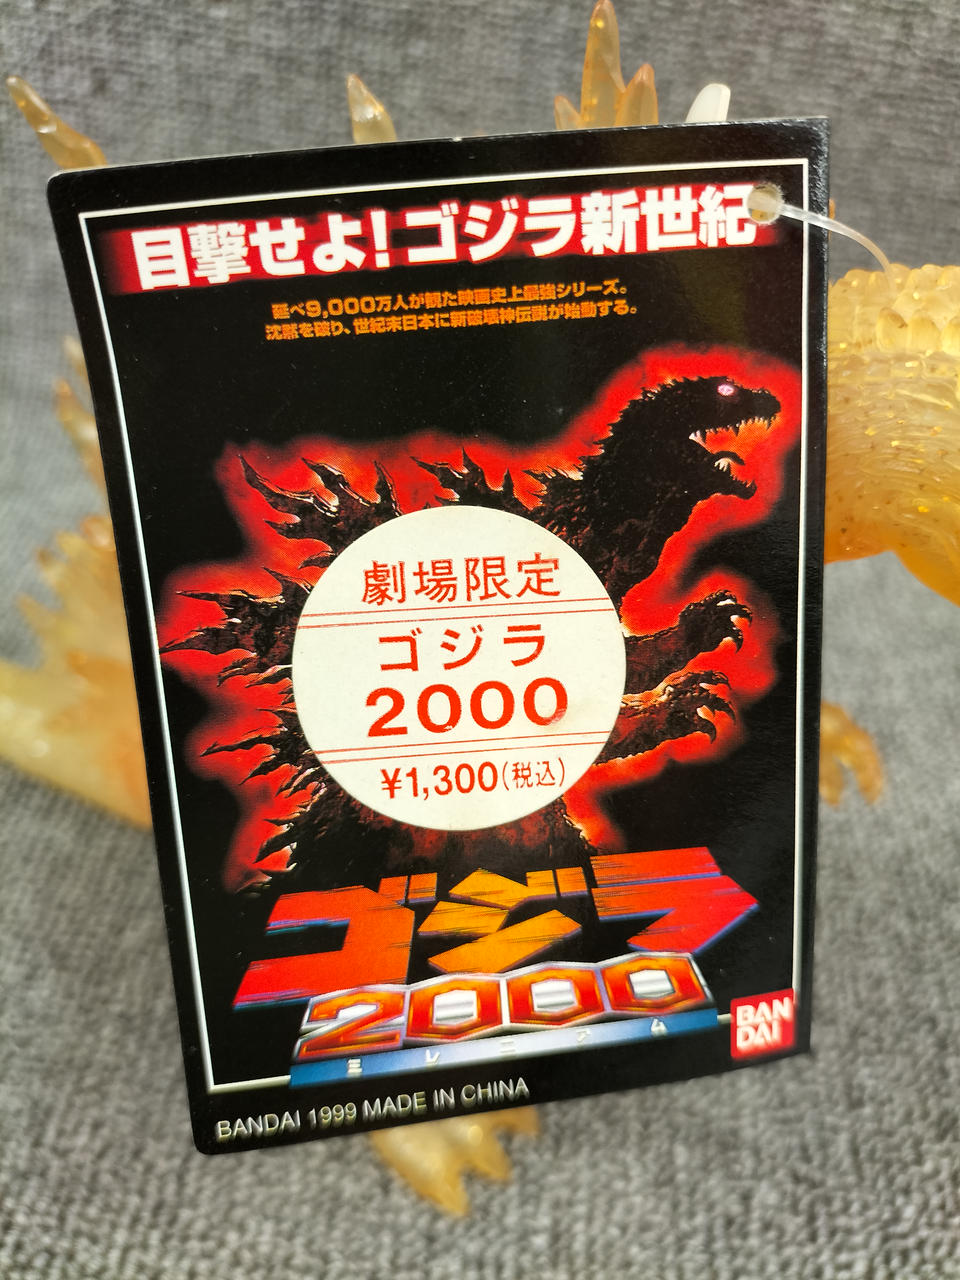 目撃せよ!ゴジラ新世紀
延べ9,000万人が観た映画史上最強シリーズ。
沈黙を破り、世紀末日本に新破壊神伝説が始動する。
劇場限定
ゴジラ
2000
¥1,300(税込)
ゴジラ
2000
ミレニアム
BAN
DAI
BANDAI 1999 MADE IN CHINA